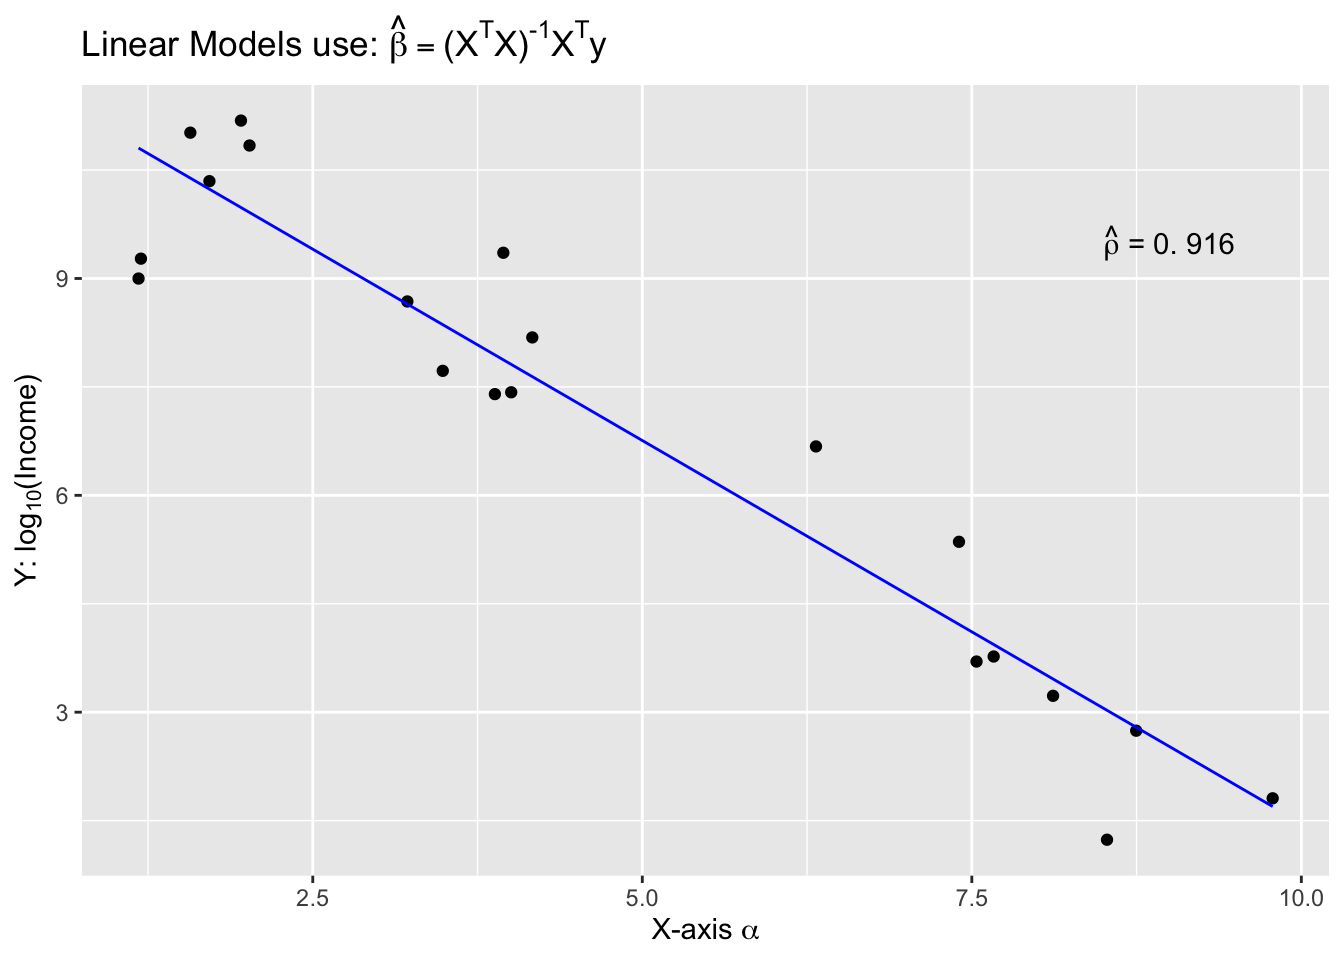 Linear Models use: β̂ = (XᵀX)⁻¹Xᵀy
ρ̂ = 0. 916
Y: log₁₀(Income)
9
6
3
2.5 5.0 7.5 10.0
X-axis α